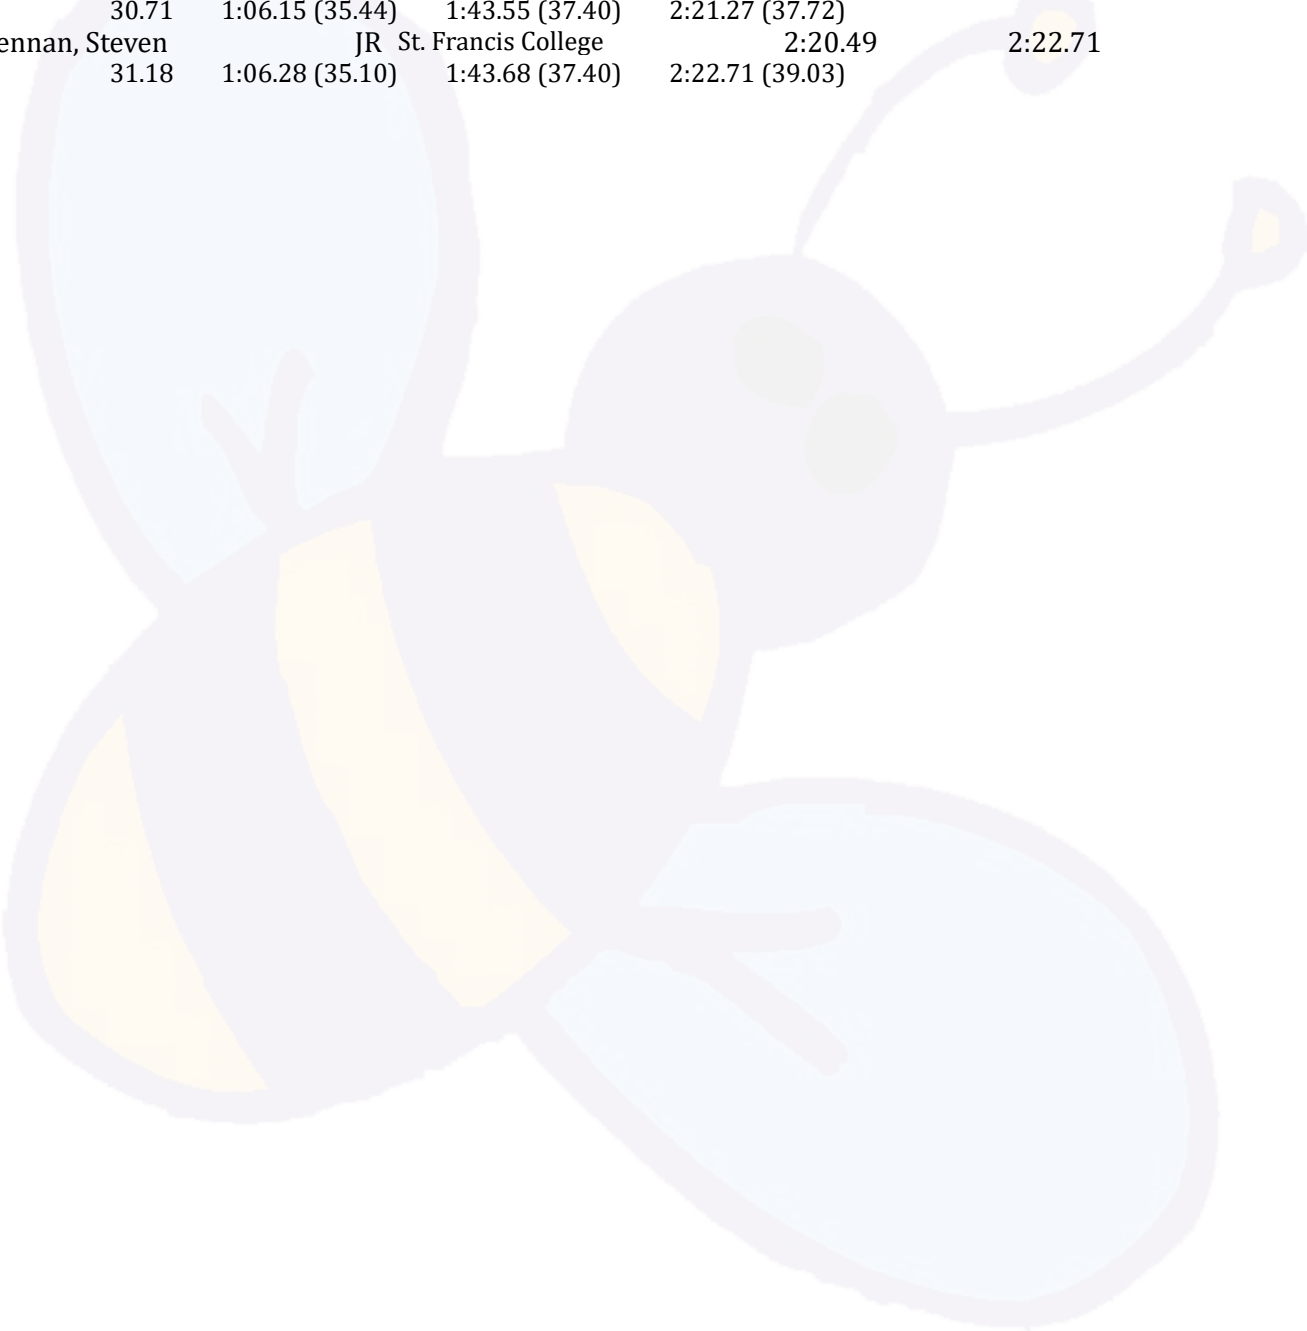 30.71 1:06.15 (35.44) 1:43.55 (37.40) 2:21.27 (37.72)
ennan, Steven JR St. Francis College 2:20.49 2:22.71
31.18 1:06.28 (35.10) 1:43.68 (37.40) 2:22.71 (39.03)